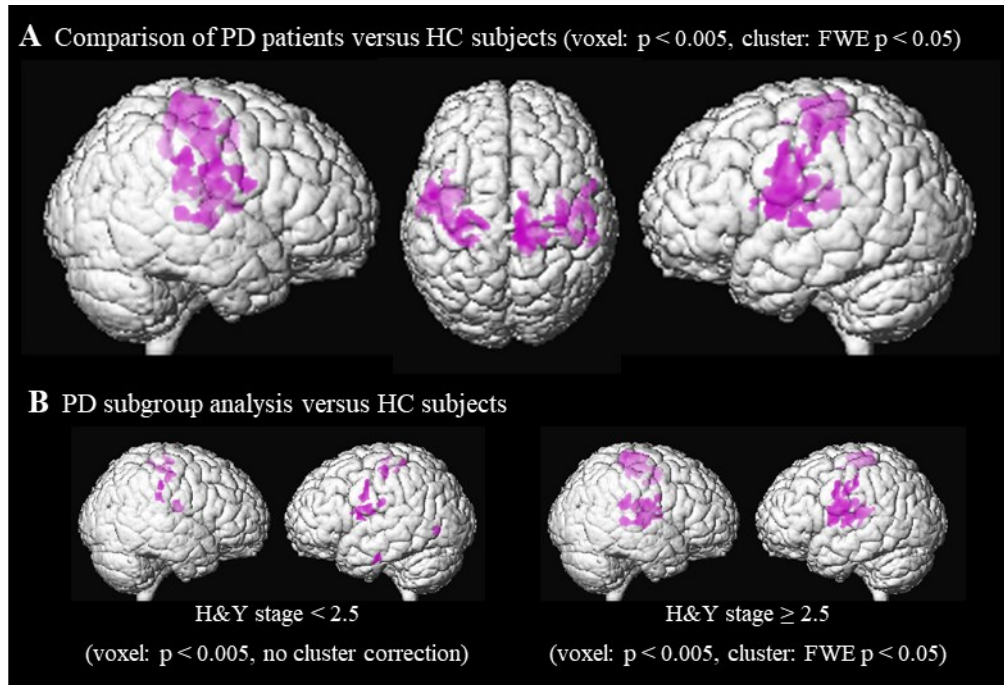 A Comparison of PD patients versus HC subjects (voxel: p < 0.005, cluster: FWE p < 0.05)
B PD subgroup analysis versus HC subjects
H&Y stage < 2.5
(voxel: p < 0.005, no cluster correction)
H&Y stage ≥ 2.5
(voxel: p < 0.005, cluster: FWE p < 0.05)